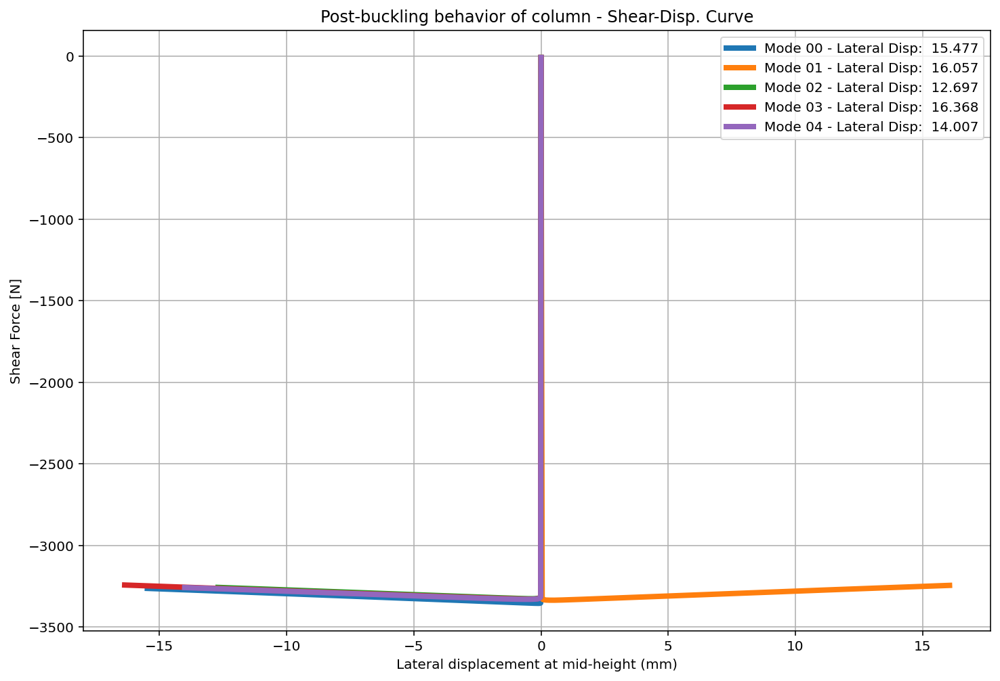 Post-buckling behavior of column - Shear-Disp. Curve
Mode 00 - Lateral Disp:  15.477
Mode 01 - Lateral Disp:  16.057
Mode 02 - Lateral Disp:  12.697
Mode 03 - Lateral Disp:  16.368
Mode 04 - Lateral Disp:  14.007
Shear Force [N]
0
−500
−1000
−1500
−2000
−2500
−3000
−3500
−15 −10 −5 0 5 10 15
Lateral displacement at mid-height (mm)